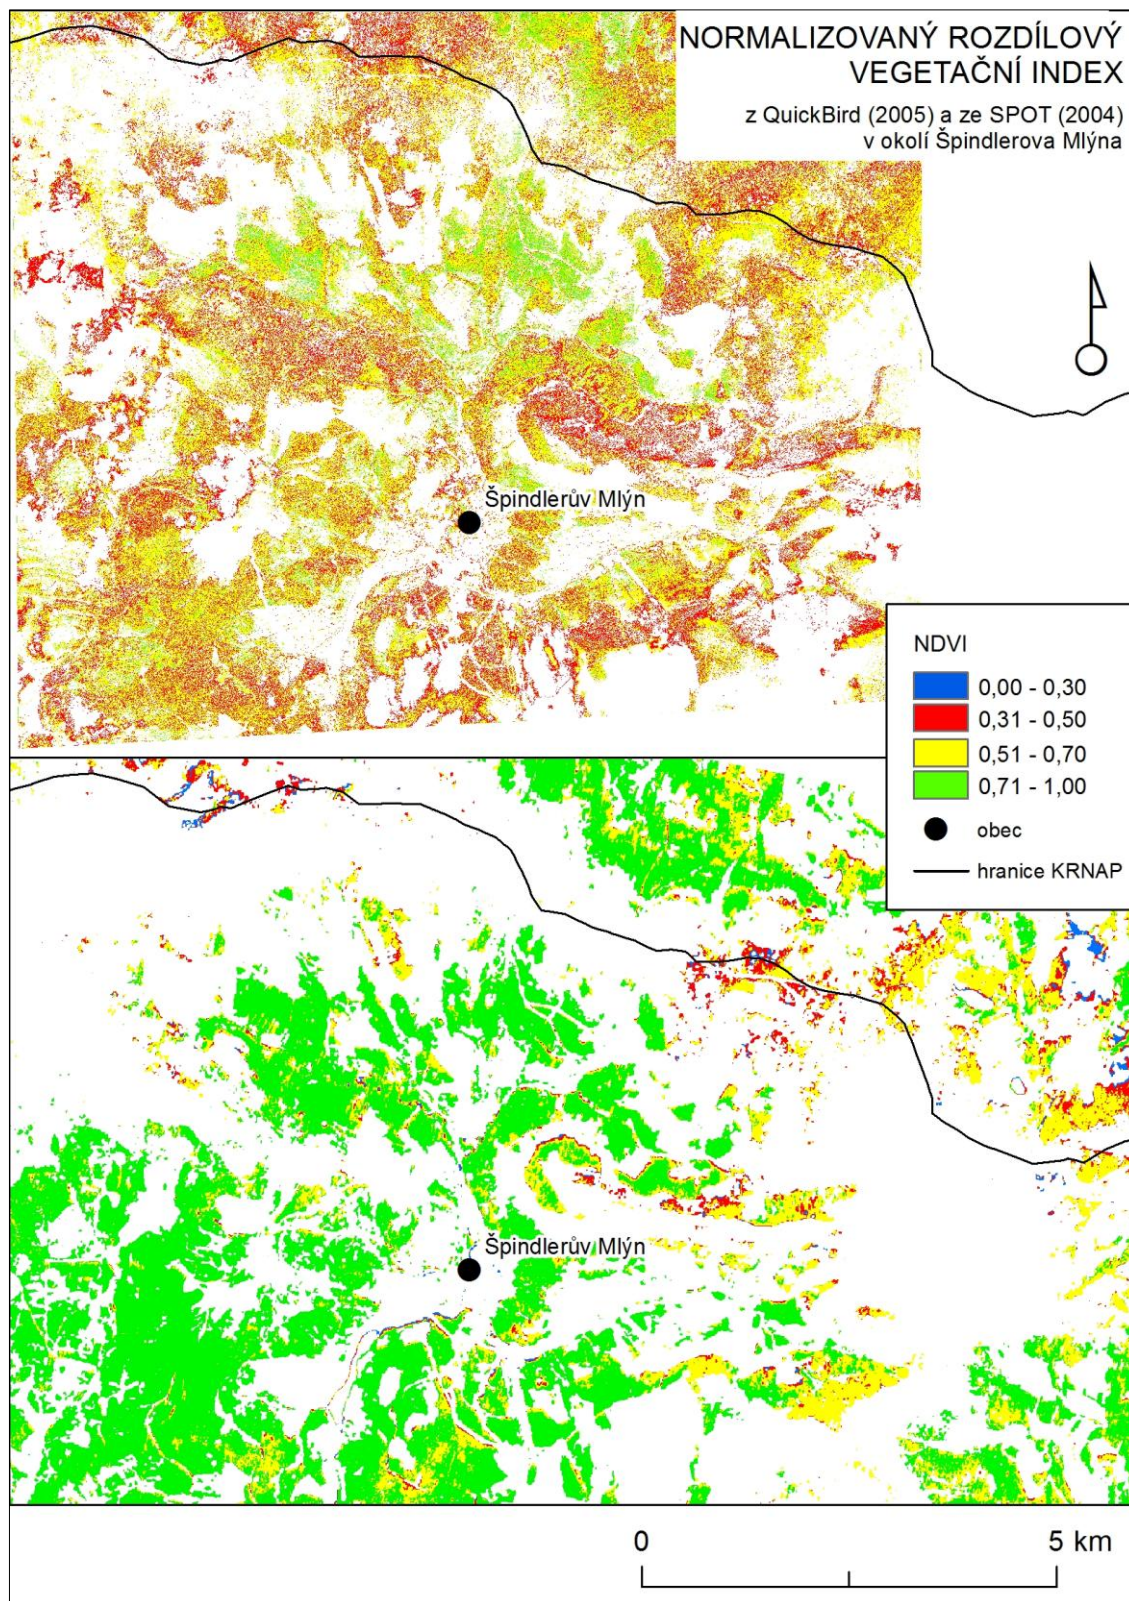 NORMALIZOVANÝ ROZDÍLOVÝ
VEGETAČNÍ INDEX
z QuickBird (2005) a ze SPOT (2004)
v okolí Špindlerova Mlýna
Špindlerův Mlýn
NDVI
0,00 - 0,30
0,31 - 0,50
0,51 - 0,70
0,71 - 1,00
obec
hranice KRNAP
Špindlerův Mlýn
0
5 km